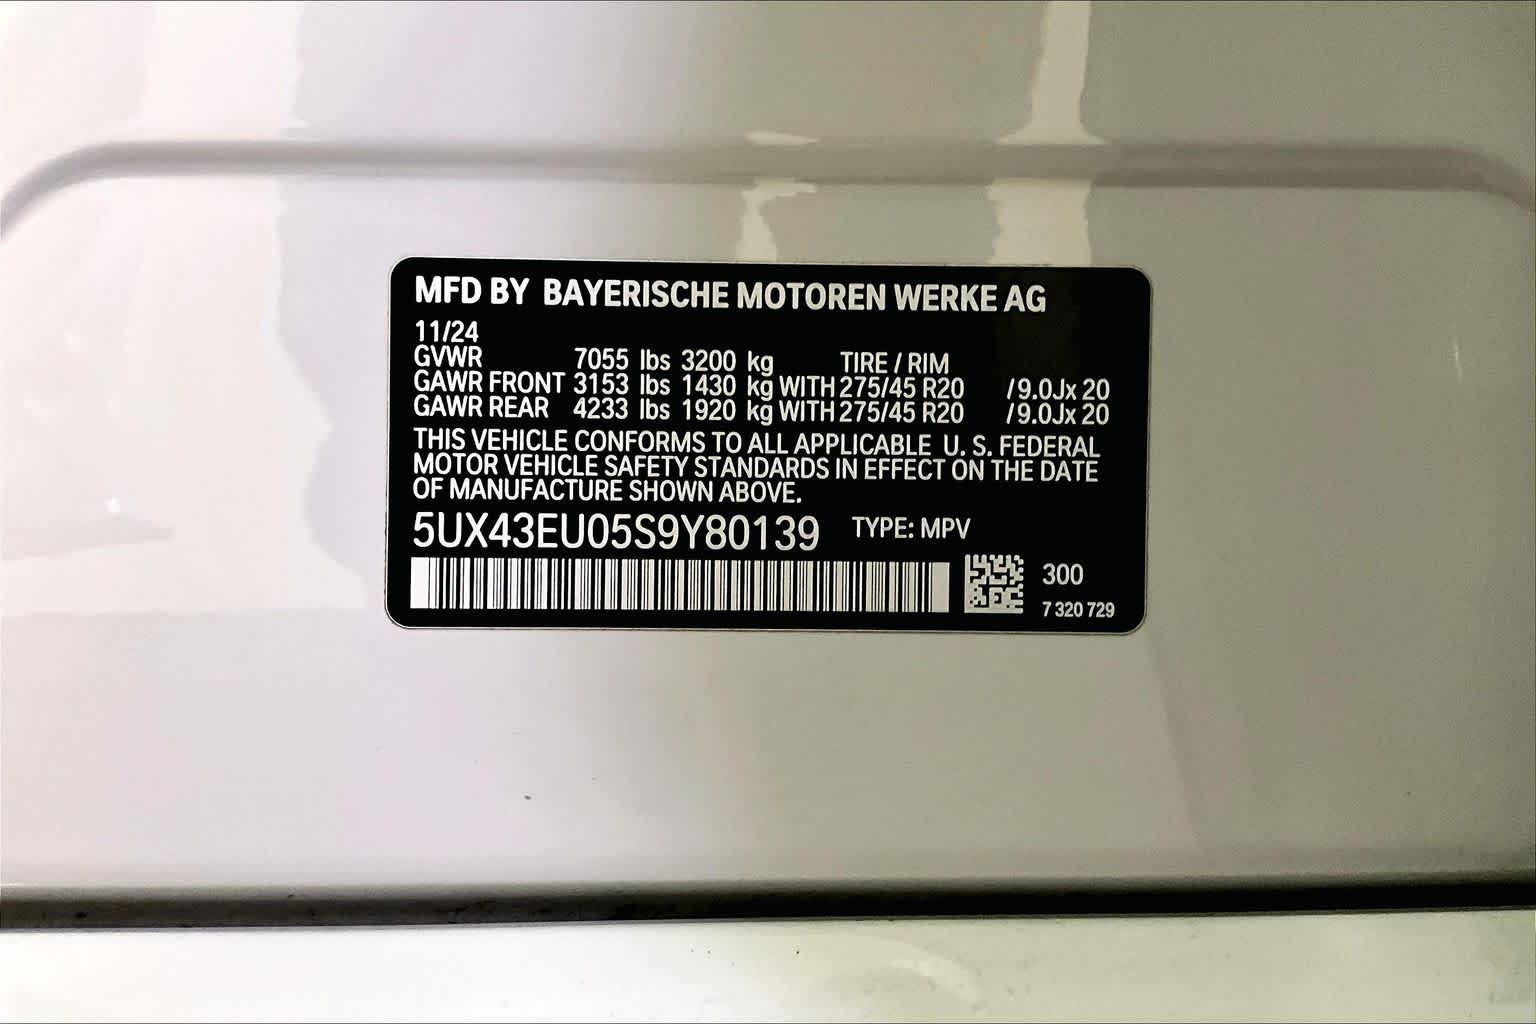 MFD BY BAYERISCHE MOTOREN WERKE AG
11/24
GVWR 7055 lbs 3200 kg TIRE / RIM
GAWR FRONT 3153 lbs 1430 kg WITH 275/45 R20 /9.0Jx 20
GAWR REAR 4233 lbs 1920 kg WITH 275/45 R20 /9.0Jx 20
THIS VEHICLE CONFORMS TO ALL APPLICABLE U. S. FEDERAL
MOTOR VEHICLE SAFETY STANDARDS IN EFFECT ON THE DATE
OF MANUFACTURE SHOWN ABOVE.
5UX43EU05S9Y80139 TYPE: MPV
300
7 320 729